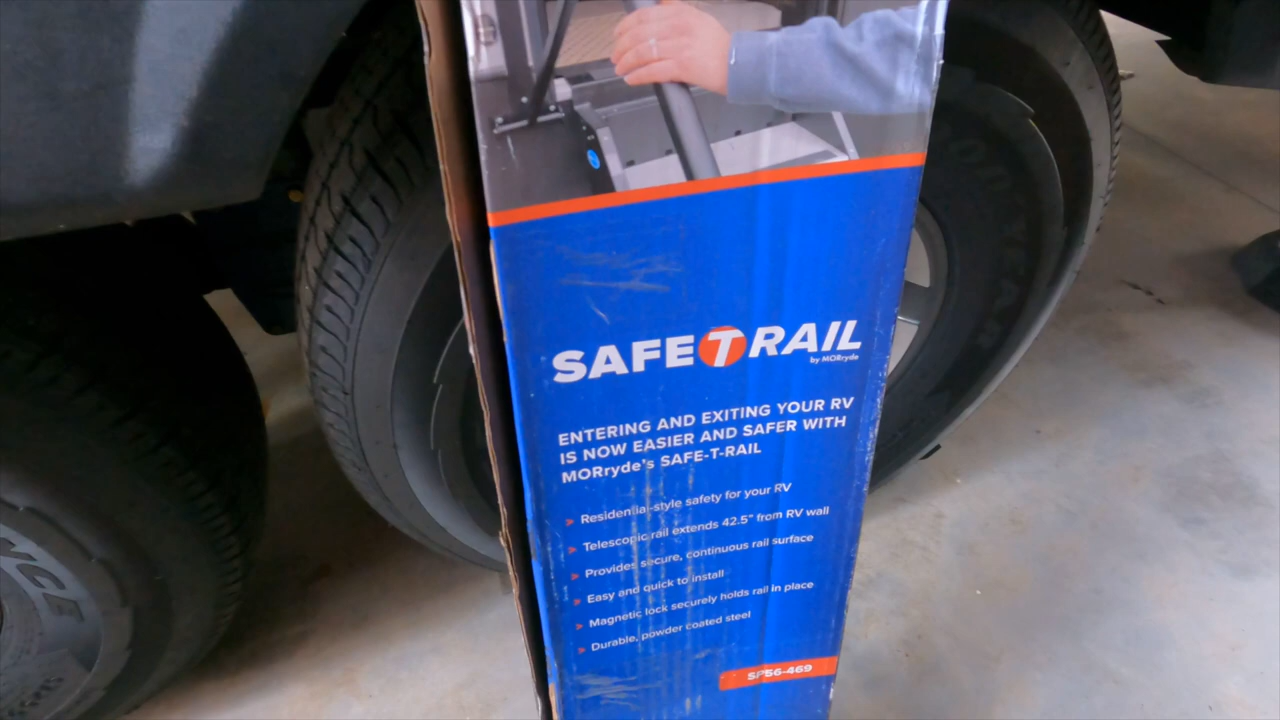 SAFETRAIL
by MORryde
ENTERING AND EXITING YOUR RV
IS NOW EASIER AND SAFER WITH
MORryde's SAFE-T-RAIL
➤ Residential-style safety for your RV
➤ Telescopic rail extends 42.5" from RV wall
➤ Provides secure, continuous rail surface
➤ Easy and quick to install
➤ Magnetic lock securely holds rail in place
➤ Durable, powder coated steel
SP56-469